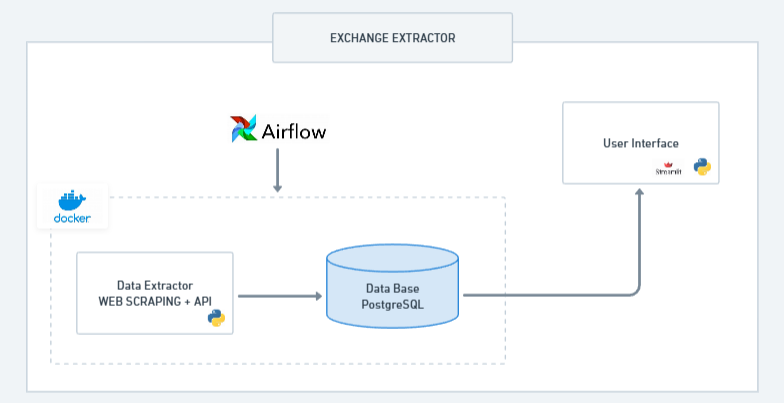 EXCHANGE EXTRACTOR
Airflow
User Interface
Streamlit
docker
Data Extractor
WEB SCRAPING + API
Data Base
PostgreSQL